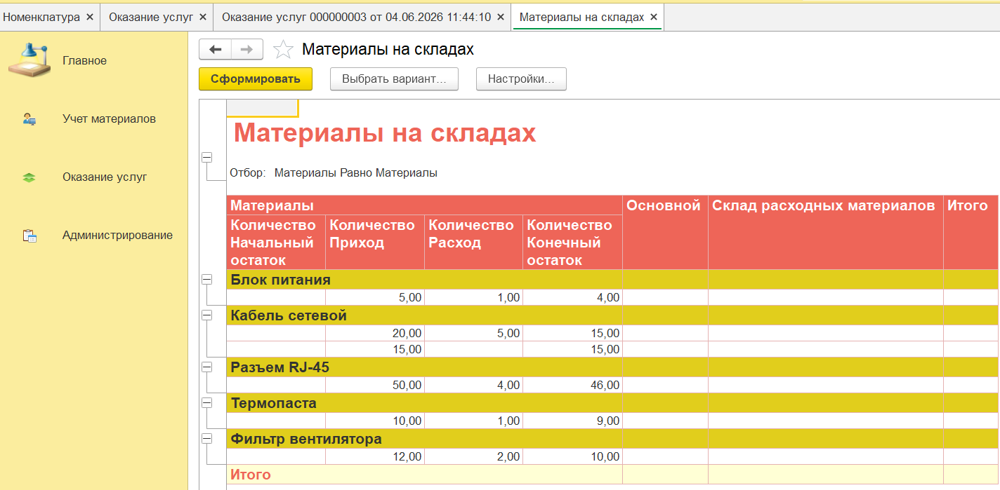 Номенклатура × Оказание услуг × Оказание услуг 000000003 от 04.06.2026 11:44:10 × Материалы на складах ×
Главное
Учет материалов
Оказание услуг
Администрирование
Материалы на складах
Сформировать Выбрать вариант... Настройки...
Материалы на складах
Отбор: Материалы Равно Материалы
Материалы Основной Склад расходных материалов Итого
Количество Количество Количество Количество
Начальный Приход Расход Конечный
остаток остаток
Блок питания
5,00 1,00 4,00
Кабель сетевой
20,00 5,00 15,00
15,00 15,00
Разъем RJ-45
50,00 4,00 46,00
Термопаста
10,00 1,00 9,00
Фильтр вентилятора
12,00 2,00 10,00
Итого